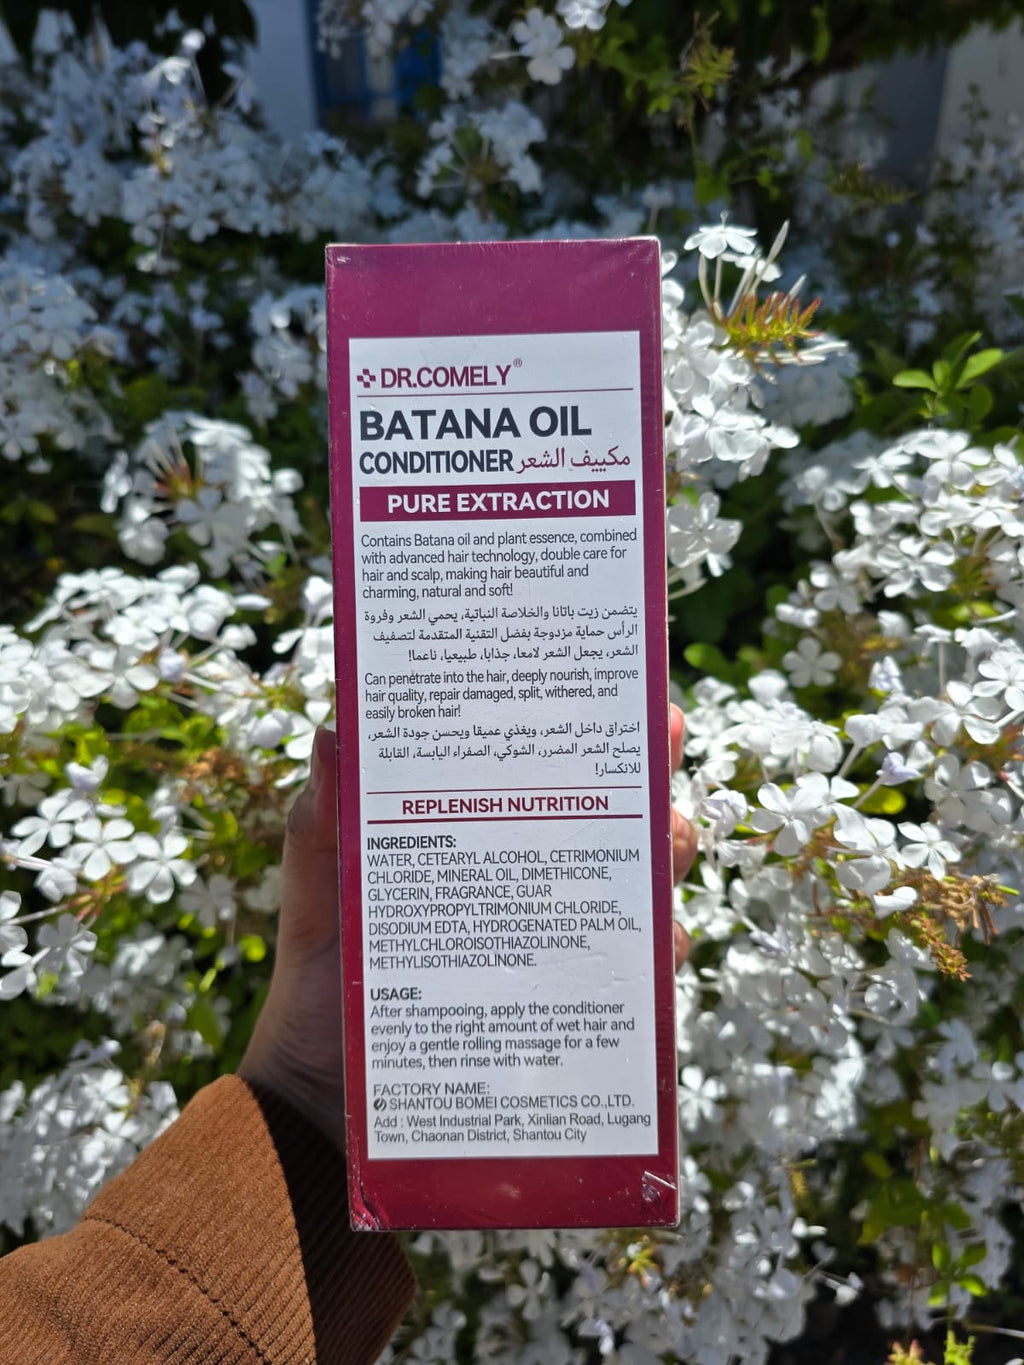 DR.COMELY®
BATANA OIL
CONDITIONER مكييف الشعر
PURE EXTRACTION
Contains Batana oil and plant essence, combined
with advanced hair technology, double care for
hair and scalp, making hair beautiful and
charming, natural and soft!
يتضمن زيت باتانا والخلاصة النباتية، يحمي الشعر وفروة
الرأس حماية مزدوجة بفضل التقنية المتقدمة لتصفيف
الشعر، يجعل الشعر لامعا، جذابا، طبيعيا، ناعما!
Can penetrate into the hair, deeply nourish, improve
hair quality, repair damaged, split, withered, and
easily broken hair!
اختراق داخل الشعر، ويغذي عميقا ويحسن جودة الشعر،
يصلح الشعر المضرر، الشوكي، الصفراء اليابسة، القابلة
للانكسار!
REPLENISH NUTRITION
INGREDIENTS:
WATER, CETEARYL ALCOHOL, CETRIMONIUM
CHLORIDE, MINERAL OIL, DIMETHICONE,
GLYCERIN, FRAGRANCE, GUAR
HYDROXYPROPYLTRIMONIUM CHLORIDE,
DISODIUM EDTA, HYDROGENATED PALM OIL,
METHYLCHLOROISOTHIAZOLINONE,
METHYLISOTHIAZOLINONE.
USAGE:
After shampooing, apply the conditioner
evenly to the right amount of wet hair and
enjoy a gentle rolling massage for a few
minutes, then rinse with water.
FACTORY NAME:
SHANTOU BOMEI COSMETICS CO.,LTD.
Add : West Industrial Park, Xinlian Road, Lugang
Town, Chaonan District, Shantou City